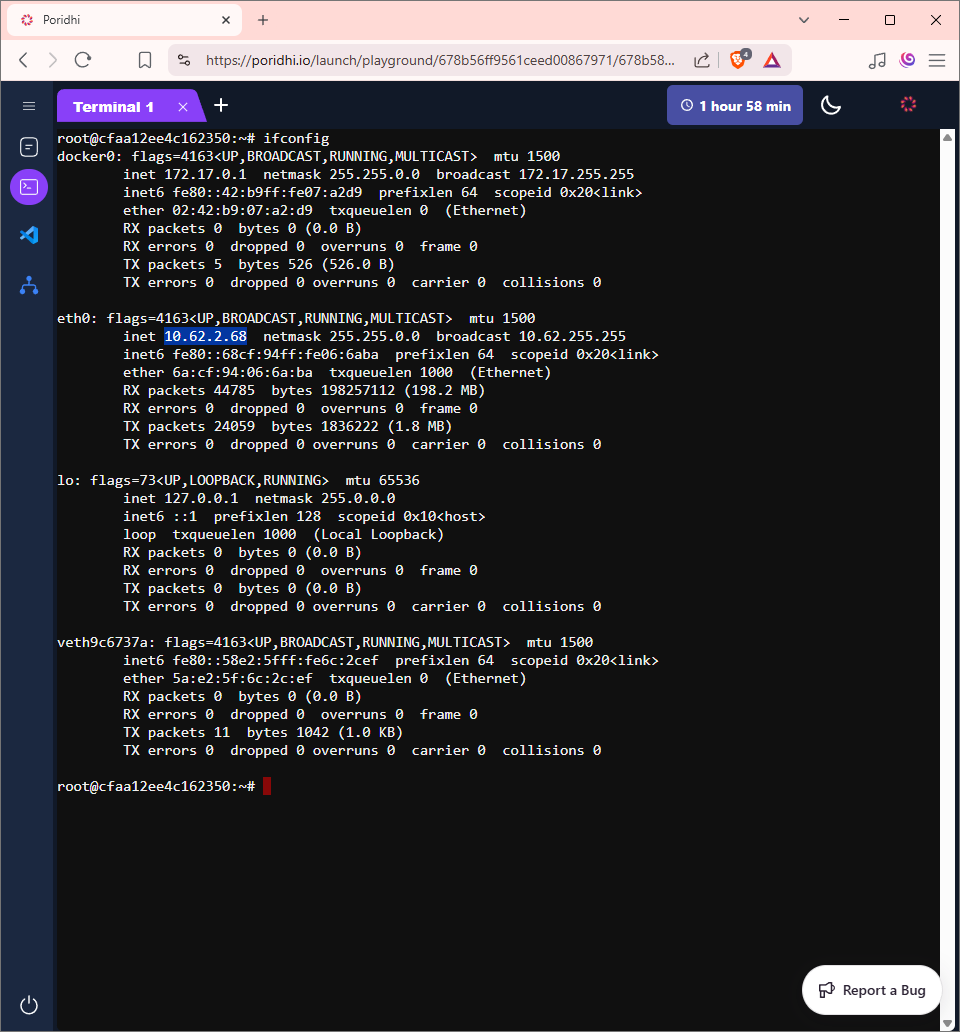 Poridhi
https://poridhi.io/launch/playground/678b56ff9561ceed00867971/678b58...
4
Terminal 1
1 hour 58 min
root@cfaa12ee4c162350:~# ifconfig
docker0: flags=4163<UP,BROADCAST,RUNNING,MULTICAST>  mtu 1500
        inet 172.17.0.1  netmask 255.255.0.0  broadcast 172.17.255.255
        inet6 fe80::42:b9ff:fe07:a2d9  prefixlen 64  scopeid 0x20<link>
        ether 02:42:b9:07:a2:d9  txqueuelen 0  (Ethernet)
        RX packets 0  bytes 0 (0.0 B)
        RX errors 0  dropped 0  overruns 0  frame 0
        TX packets 5  bytes 526 (526.0 B)
        TX errors 0  dropped 0 overruns 0  carrier 0  collisions 0
eth0: flags=4163<UP,BROADCAST,RUNNING,MULTICAST>  mtu 1500
        inet 10.62.2.68  netmask 255.255.0.0  broadcast 10.62.255.255
        inet6 fe80::68cf:94ff:fe06:6aba  prefixlen 64  scopeid 0x20<link>
        ether 6a:cf:94:06:6a:ba  txqueuelen 1000  (Ethernet)
        RX packets 44785  bytes 198257112 (198.2 MB)
        RX errors 0  dropped 0  overruns 0  frame 0
        TX packets 24059  bytes 1836222 (1.8 MB)
        TX errors 0  dropped 0 overruns 0  carrier 0  collisions 0
lo: flags=73<UP,LOOPBACK,RUNNING>  mtu 65536
        inet 127.0.0.1  netmask 255.0.0.0
        inet6 ::1  prefixlen 128  scopeid 0x10<host>
        loop  txqueuelen 1000  (Local Loopback)
        RX packets 0  bytes 0 (0.0 B)
        RX errors 0  dropped 0  overruns 0  frame 0
        TX packets 0  bytes 0 (0.0 B)
        TX errors 0  dropped 0 overruns 0  carrier 0  collisions 0
veth9c6737a: flags=4163<UP,BROADCAST,RUNNING,MULTICAST>  mtu 1500
        inet6 fe80::58e2:5fff:fe6c:2cef  prefixlen 64  scopeid 0x20<link>
        ether 5a:e2:5f:6c:2c:ef  txqueuelen 0  (Ethernet)
        RX packets 0  bytes 0 (0.0 B)
        RX errors 0  dropped 0  overruns 0  frame 0
        TX packets 11  bytes 1042 (1.0 KB)
        TX errors 0  dropped 0 overruns 0  carrier 0  collisions 0
root@cfaa12ee4c162350:~#
Report a Bug